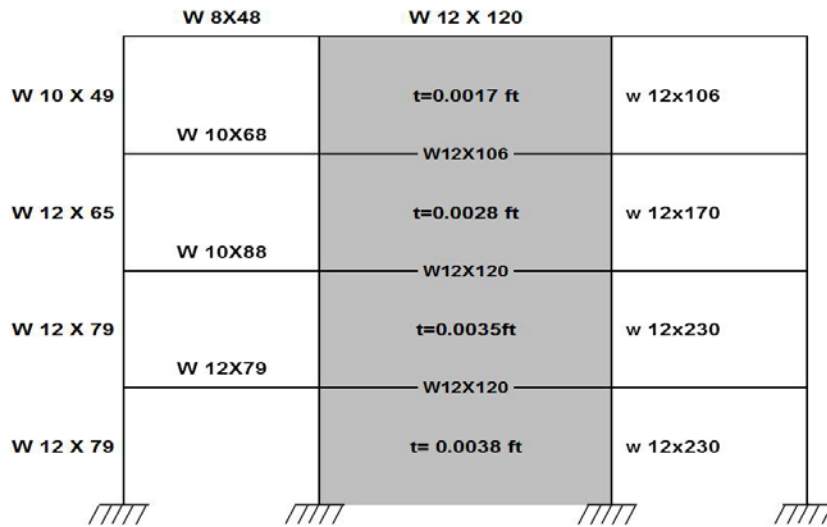 W 8X48 W 12 X 120
W 10 X 49 t=0.0017 ft w 12x106
W 10X68 W12X106
W 12 X 65 t=0.0028 ft w 12x170
W 10X88 W12X120
W 12 X 79 t=0.0035ft w 12x230
W 12X79 W12X120
W 12 X 79 t= 0.0038 ft w 12x230